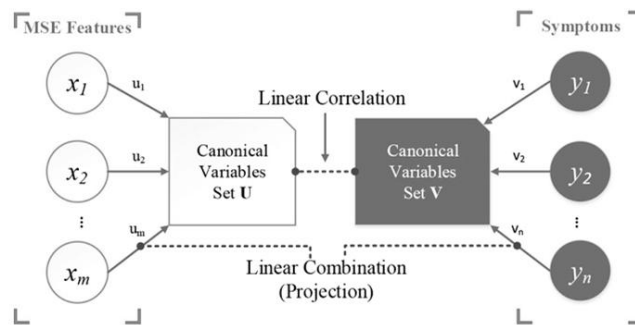 MSE Features
Symptoms
x1
u1
v1
y1
Linear Correlation
x2
u2
Canonical
Variables
Set U
Canonical
Variables
Set V
v2
y2
⋮
⋮
um
vn
xm
Linear Combination
(Projection)
yn